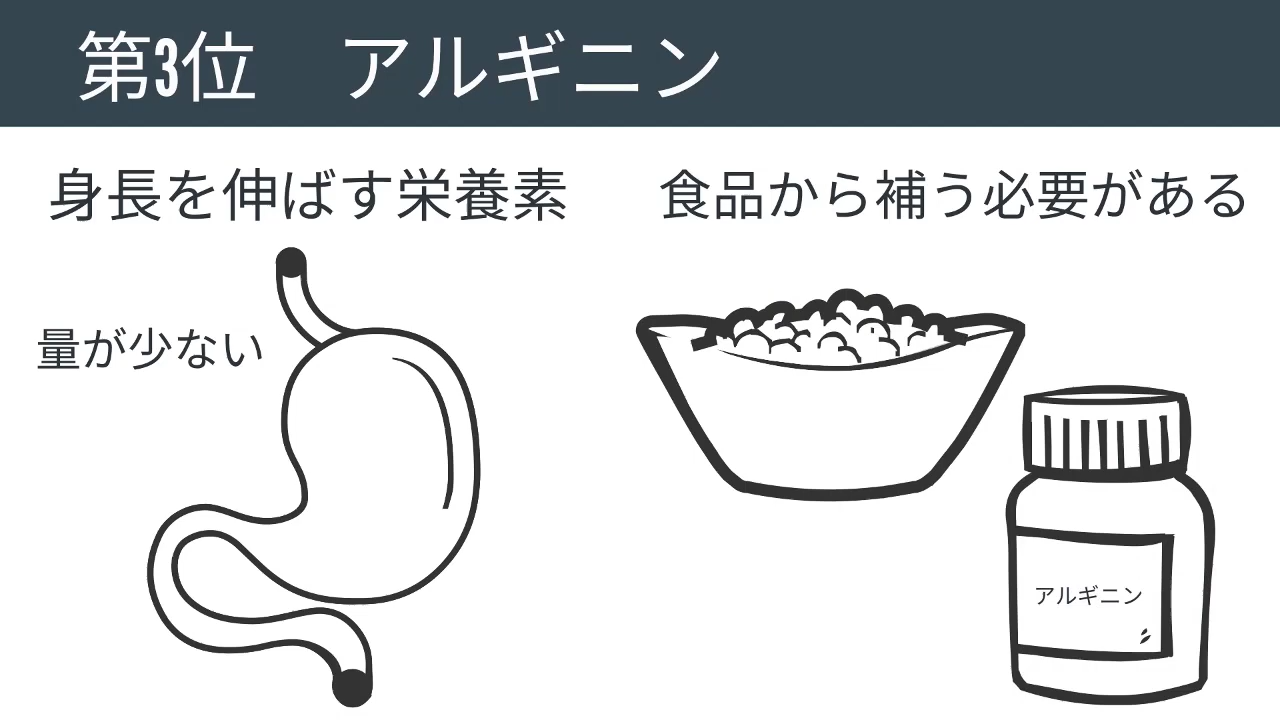 第3位　アルギニン
身長を伸ばす栄養素
食品から補う必要がある
量が少ない
アルギニン